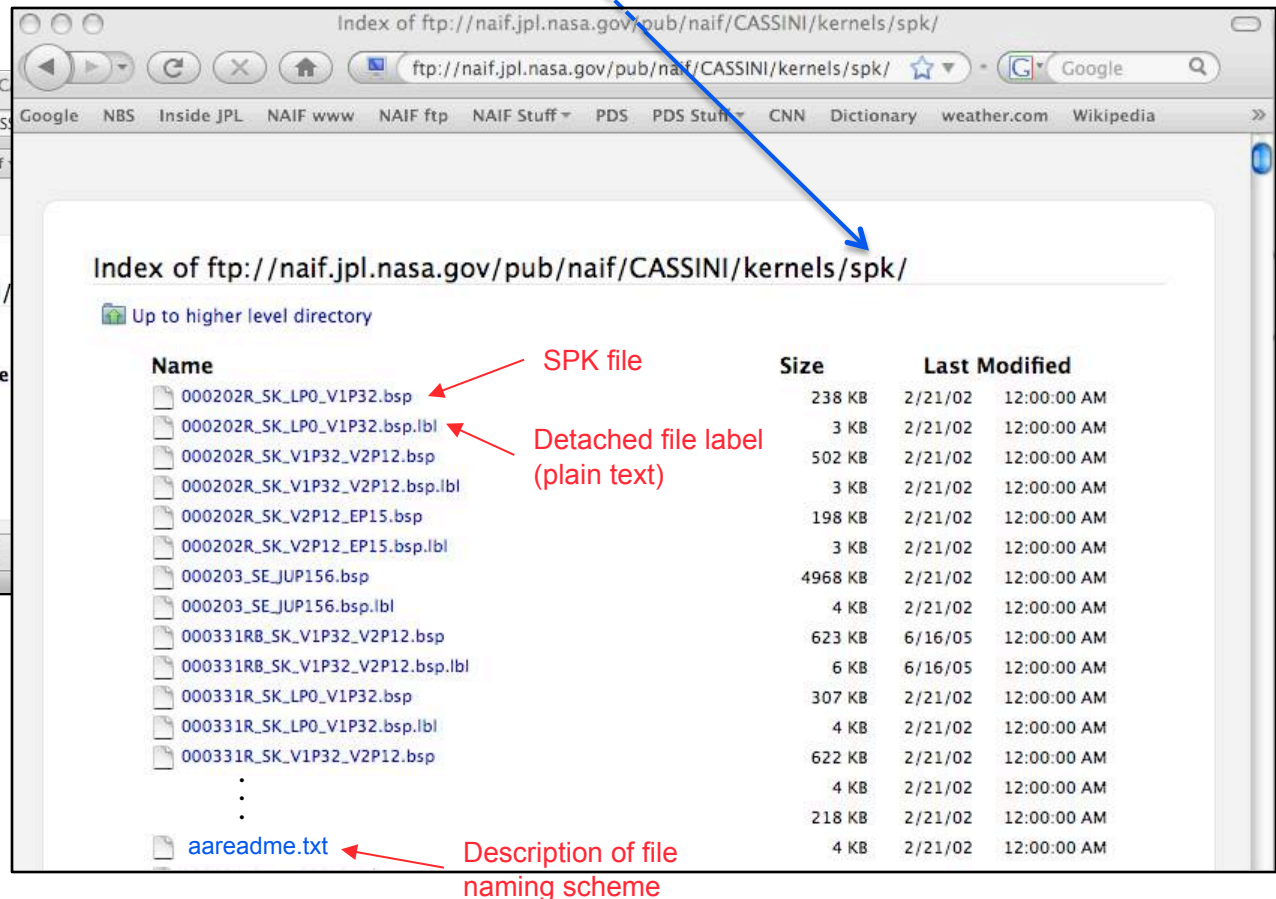 Index of ftp://naif.jpl.nasa.gov/pub/naif/CASSINI/kernels/spk/
ftp://naif.jpl.nasa.gov/pub/naif/CASSINI/kernels/spk/ Google
Google NBS Inside JPL NAIF www NAIF ftp NAIF Stuff PDS PDS Stuff CNN Dictionary weather.com Wikipedia »
Index of ftp://naif.jpl.nasa.gov/pub/naif/CASSINI/kernels/spk/
Up to higher level directory
Name Size Last Modified
SPK file
000202R_SK_LP0_V1P32.bsp 238 KB 2/21/02 12:00:00 AM
000202R_SK_LP0_V1P32.bsp.lbl 3 KB 2/21/02 12:00:00 AM
Detached file label
(plain text)
000202R_SK_V1P32_V2P12.bsp 502 KB 2/21/02 12:00:00 AM
000202R_SK_V1P32_V2P12.bsp.lbl 3 KB 2/21/02 12:00:00 AM
000202R_SK_V2P12_EP15.bsp 198 KB 2/21/02 12:00:00 AM
000202R_SK_V2P12_EP15.bsp.lbl 3 KB 2/21/02 12:00:00 AM
000203_SE_JUP156.bsp 4968 KB 2/21/02 12:00:00 AM
000203_SE_JUP156.bsp.lbl 4 KB 2/21/02 12:00:00 AM
000331RB_SK_V1P32_V2P12.bsp 623 KB 6/16/05 12:00:00 AM
000331RB_SK_V1P32_V2P12.bsp.lbl 6 KB 6/16/05 12:00:00 AM
000331R_SK_LP0_V1P32.bsp 307 KB 2/21/02 12:00:00 AM
000331R_SK_LP0_V1P32.bsp.lbl 4 KB 2/21/02 12:00:00 AM
000331R_SK_V1P32_V2P12.bsp 622 KB 2/21/02 12:00:00 AM
. 4 KB 2/21/02 12:00:00 AM
.
. 218 KB 2/21/02 12:00:00 AM
aareadme.txt 4 KB 2/21/02 12:00:00 AM
Description of file
naming scheme